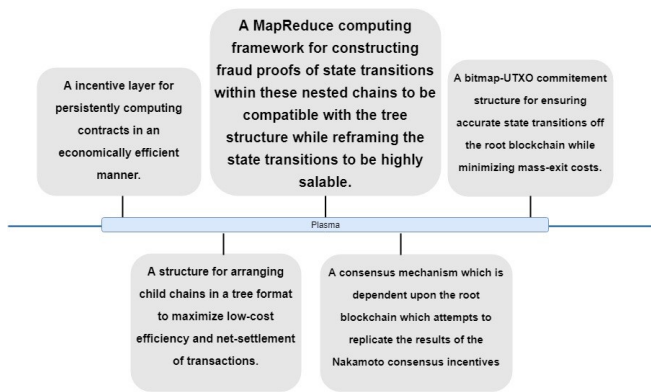 A MapReduce computing
framework for constructing
fraud proofs of state transitions
within these nested chains to be
compatible with the tree
structure while reframing the
state transitions to be highly
salable.
A incentive layer for
persistently computing
contracts in an
economically efficient
manner.
A bitmap-UTXO commitement
structure for ensuring
accurate state transitions off
the root blockchain while
minimizing mass-exit costs.
Plasma
A structure for arranging
child chains in a tree format
to maximize low-cost
efficiency and net-settlement
of transactions.
A consensus mechanism which is
dependent upon the root
blockchain which attempts to
replicate the results of the
Nakamoto consensus incentives